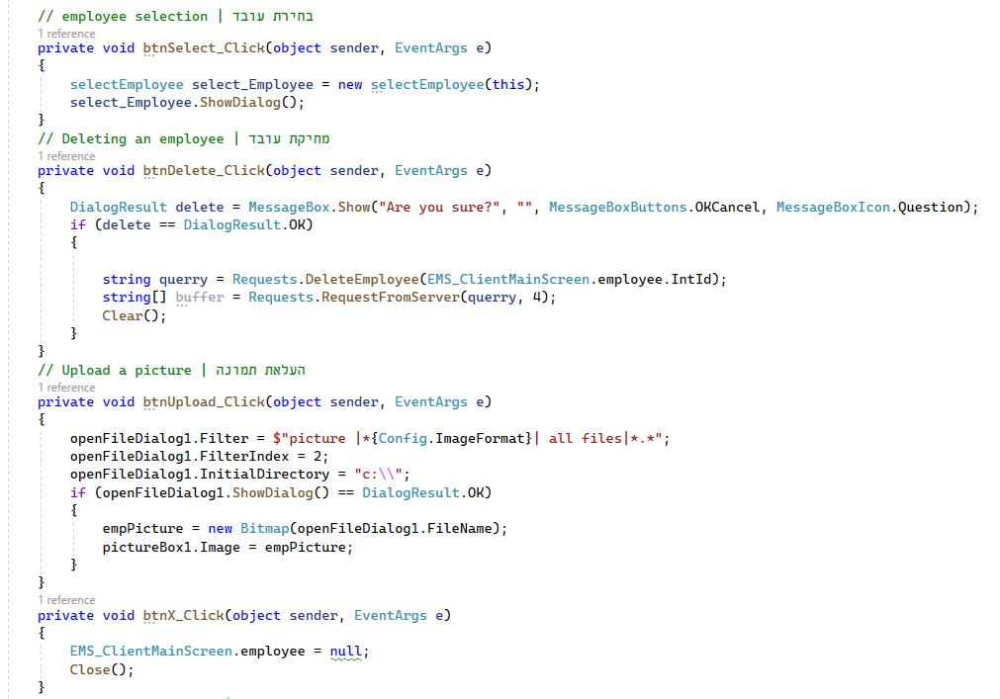 // employee selection | בחירת עובד
1 reference
private void btnSelect_Click(object sender, EventArgs e)
{
selectEmployee select_Employee = new selectEmployee(this);
select_Employee.ShowDialog();
}
// Deleting an employee | מחיקת עובד
1 reference
private void btnDelete_Click(object sender, EventArgs e)
{
DialogResult delete = MessageBox.Show("Are you sure?", "", MessageBoxButtons.OKCancel, MessageBoxIcon.Question);
if (delete == DialogResult.OK)
{
string querry = Requests.DeleteEmployee(EMS_ClientMainScreen.employee.IntId);
string[] buffer = Requests.RequestFromServer(querry, 4);
Clear();
}
}
// Upload a picture | העלאת תמונה
1 reference
private void btnUpload_Click(object sender, EventArgs e)
{
openFileDialog1.Filter = $"picture |*{Config.ImageFormat}| all files|*.*";
openFileDialog1.FilterIndex = 2;
openFileDialog1.InitialDirectory = "c:\\";
if (openFileDialog1.ShowDialog() == DialogResult.OK)
{
empPicture = new Bitmap(openFileDialog1.FileName);
pictureBox1.Image = empPicture;
}
}
1 reference
private void btnX_Click(object sender, EventArgs e)
{
EMS_ClientMainScreen.employee = null;
Close();
}